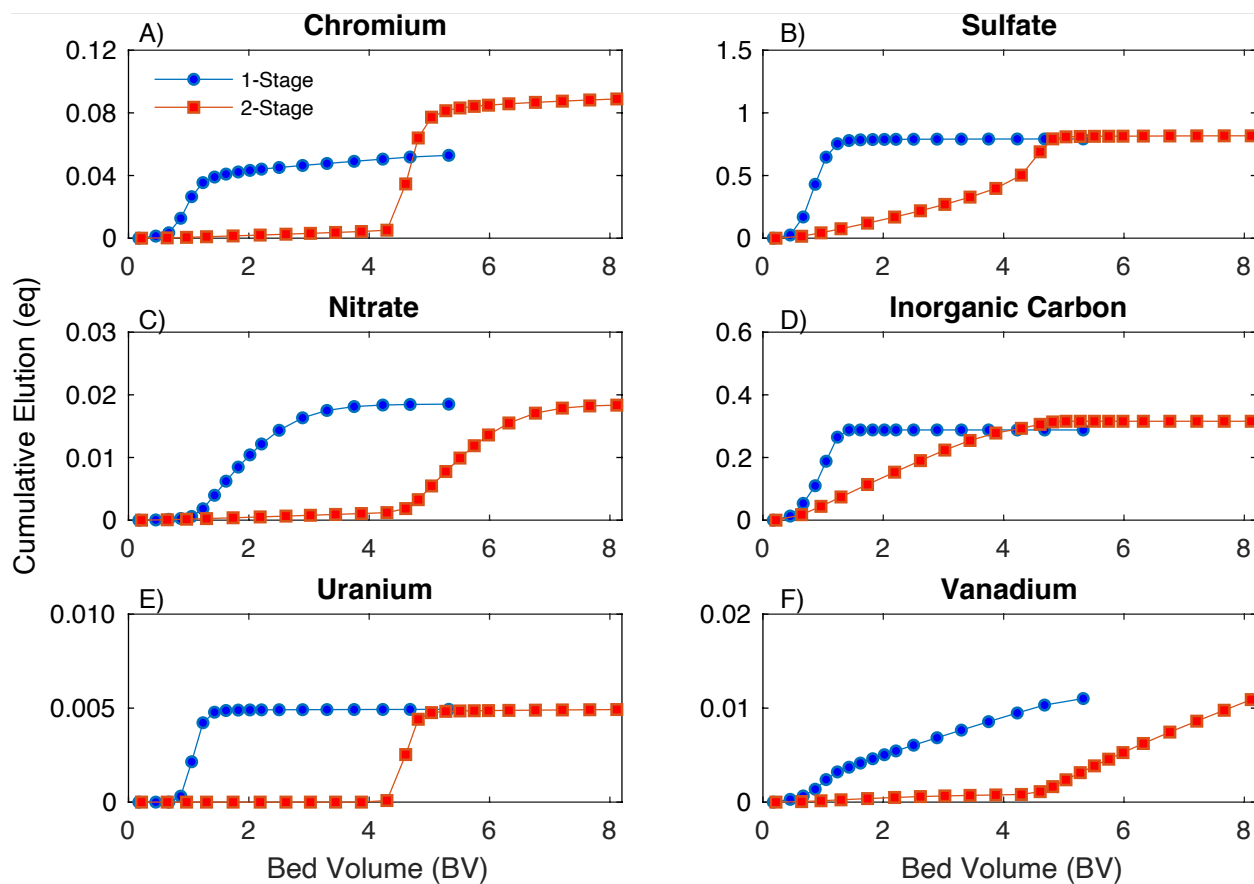 A) Chromium
0.12
0.08
0.04
0
1-Stage
2-Stage
0 2 4 6 8
B) Sulfate
1.5
1
0.5
0
0 2 4 6 8
C) Nitrate
0.03
0.02
0.01
0
0 2 4 6 8
D) Inorganic Carbon
0.6
0.4
0.2
0
0 2 4 6 8
E) Uranium
0.010
0.005
0
0 2 4 6 8
Bed Volume (BV)
F) Vanadium
0.02
0.01
0
0 2 4 6 8
Bed Volume (BV)
Cumulative Elution (eq)